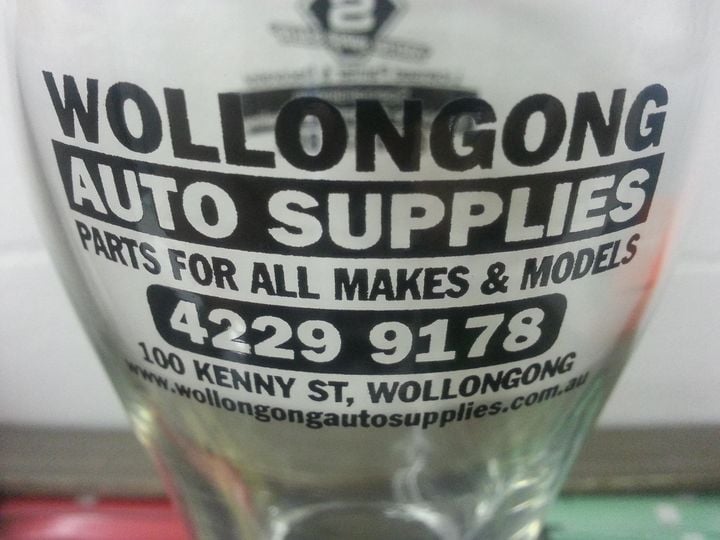 WOLLONGONG
AUTO SUPPLIES
PARTS FOR ALL MAKES & MODELS
4229 9178
100 KENNY ST, WOLLONGONG
www.wollongongautosupplies.com.au